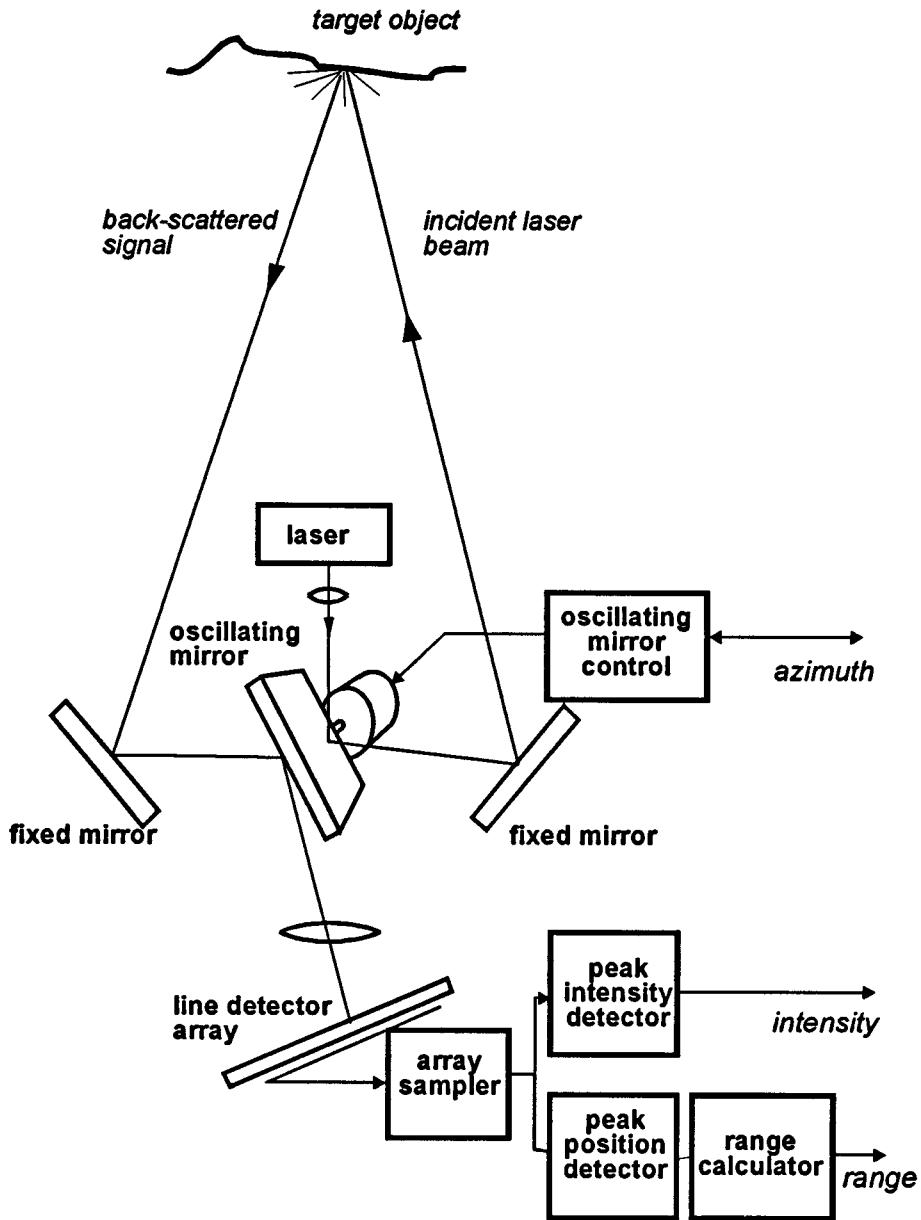 target object
back-scattered
signal
incident laser
beam
laser
oscillating
mirror
oscillating
mirror
control
azimuth
fixed mirror
fixed mirror
line detector
array
peak
intensity
detector
intensity
array
sampler
peak
position
detector
range
calculator
range